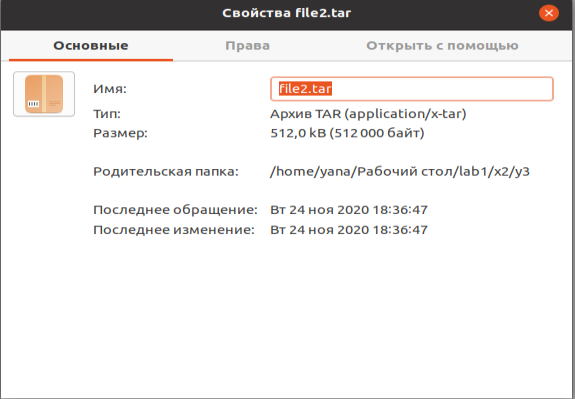 Свойства file2.tar
Основные Права Открыть с помощью
Имя: file2.tar
Тип: Архив TAR (application/x-tar)
Размер: 512,0 kB (512 000 байт)
Родительская папка: /home/yana/Рабочий стол/lab1/x2/y3
Последнее обращение: Вт 24 ноя 2020 18:36:47
Последнее изменение: Вт 24 ноя 2020 18:36:47